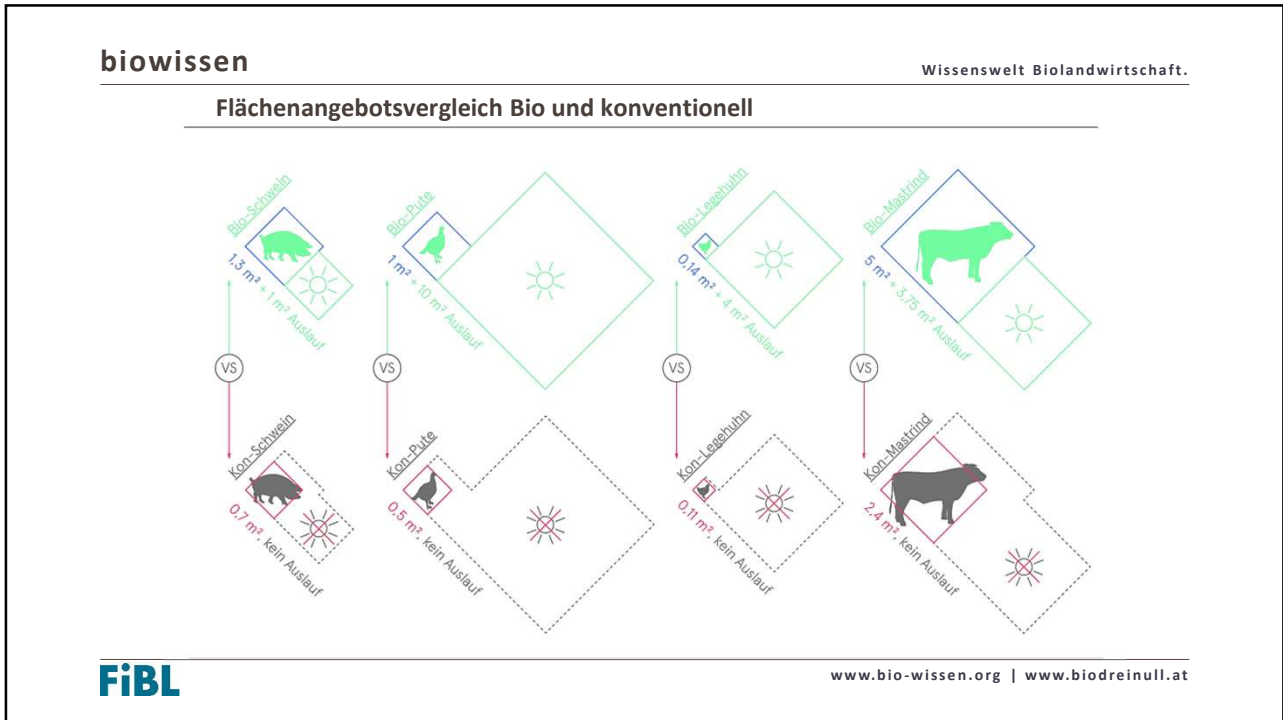 biowissen
Wissenswelt Biolandwirtschaft.
Flächenangebotsvergleich Bio und konventionell
Bio-Schwein
1,3 m² + 1 m² Auslauf
Bio-Pute
1 m² + 10 m² Auslauf
Bio-Legehuhn
0,14 m² + 4 m² Auslauf
Bio-Mastrind
5 m² + 3,75 m² Auslauf
VS
VS
VS
VS
Kon-Schwein
0,7 m², kein Auslauf
Kon-Pute
0,5 m², kein Auslauf
Kon-Legehuhn
0,11 m², kein Auslauf
Kon-Mastrind
2,4 m², kein Auslauf
FiBL
www.bio-wissen.org | www.biodreinull.at